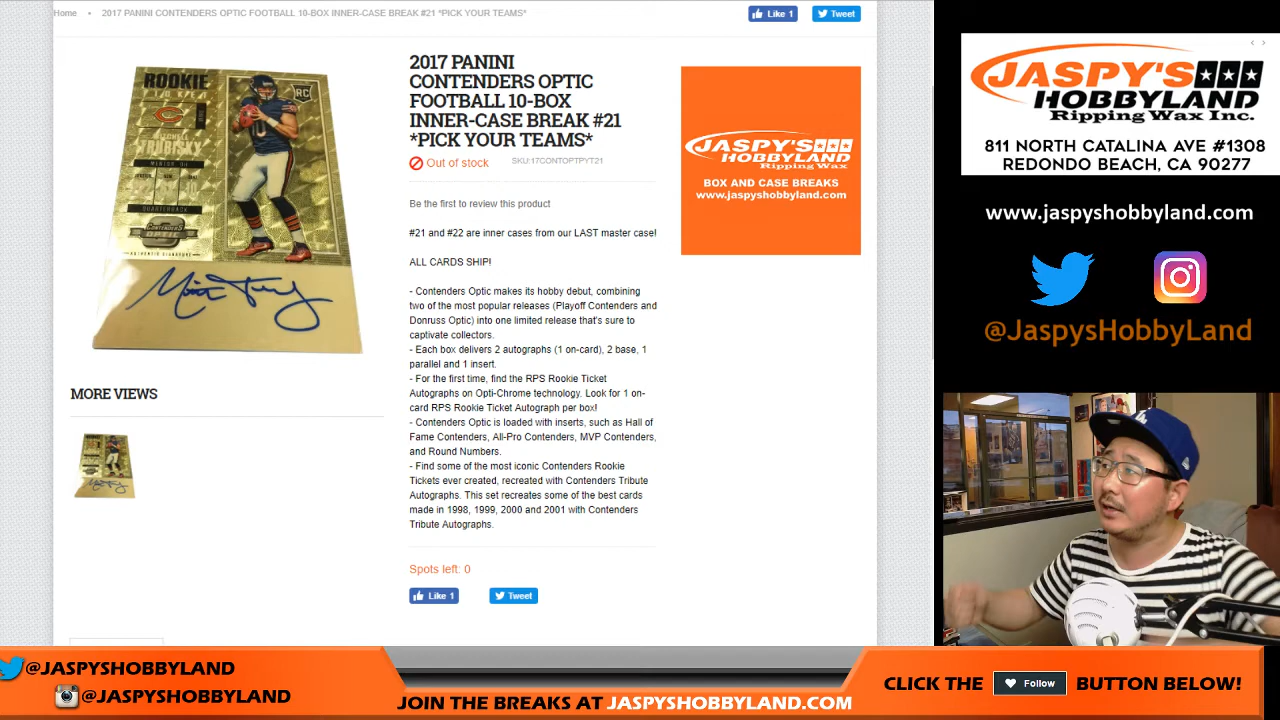 Home • 2017 PANINI CONTENDERS OPTIC FOOTBALL 10-BOX INNER-CASE BREAK #21 *PICK YOUR TEAMS*
Like 1
Tweet
ROOKIE
TICKET
RC
MITCHELL
TRUBISKY
MENTOR, OH
QUARTERBACK
CONTENDERS
OPTIC
AUTHENTIC SIGNATURE
MORE VIEWS
2017 PANINI
CONTENDERS OPTIC
FOOTBALL 10-BOX
INNER-CASE BREAK #21
*PICK YOUR TEAMS*
Out of stock SKU:17CONTOPTPYT21
Be the first to review this product
#21 and #22 are inner cases from our LAST master case!
ALL CARDS SHIP!
- Contenders Optic makes its hobby debut, combining
two of the most popular releases (Playoff Contenders and
Donruss Optic) into one limited release that's sure to
captivate collectors.
- Each box delivers 2 autographs (1 on-card), 2 base, 1
parallel and 1 insert.
- For the first time, find the RPS Rookie Ticket
Autographs on Opti-Chrome technology. Look for 1 on-
card RPS Rookie Ticket Autograph per box!
- Contenders Optic is loaded with inserts, such as Hall of
Fame Contenders, All-Pro Contenders, MVP Contenders,
and Round Numbers.
- Find some of the most iconic Contenders Rookie
Tickets ever created, recreated with Contenders Tribute
Autographs. This set recreates some of the best cards
made in 1998, 1999, 2000 and 2001 with Contenders
Tribute Autographs.
Spots left: 0
Like 1
Tweet
JASPY'S
HOBBYLAND
Ripping Wax Inc.
BOX AND CASE BREAKS
www.jaspyshobbyland.com
JASPY'S
HOBBYLAND
Ripping Wax Inc.
811 NORTH CATALINA AVE #1308
REDONDO BEACH, CA 90277
www.jaspyshobbyland.com
@JaspysHobbyLand
LA
@JASPYSHOBBYLAND
@JASPYSHOBBYLAND
JOIN THE BREAKS AT JASPYSHOBBYLAND.COM
CLICK THE Follow BUTTON BELOW!